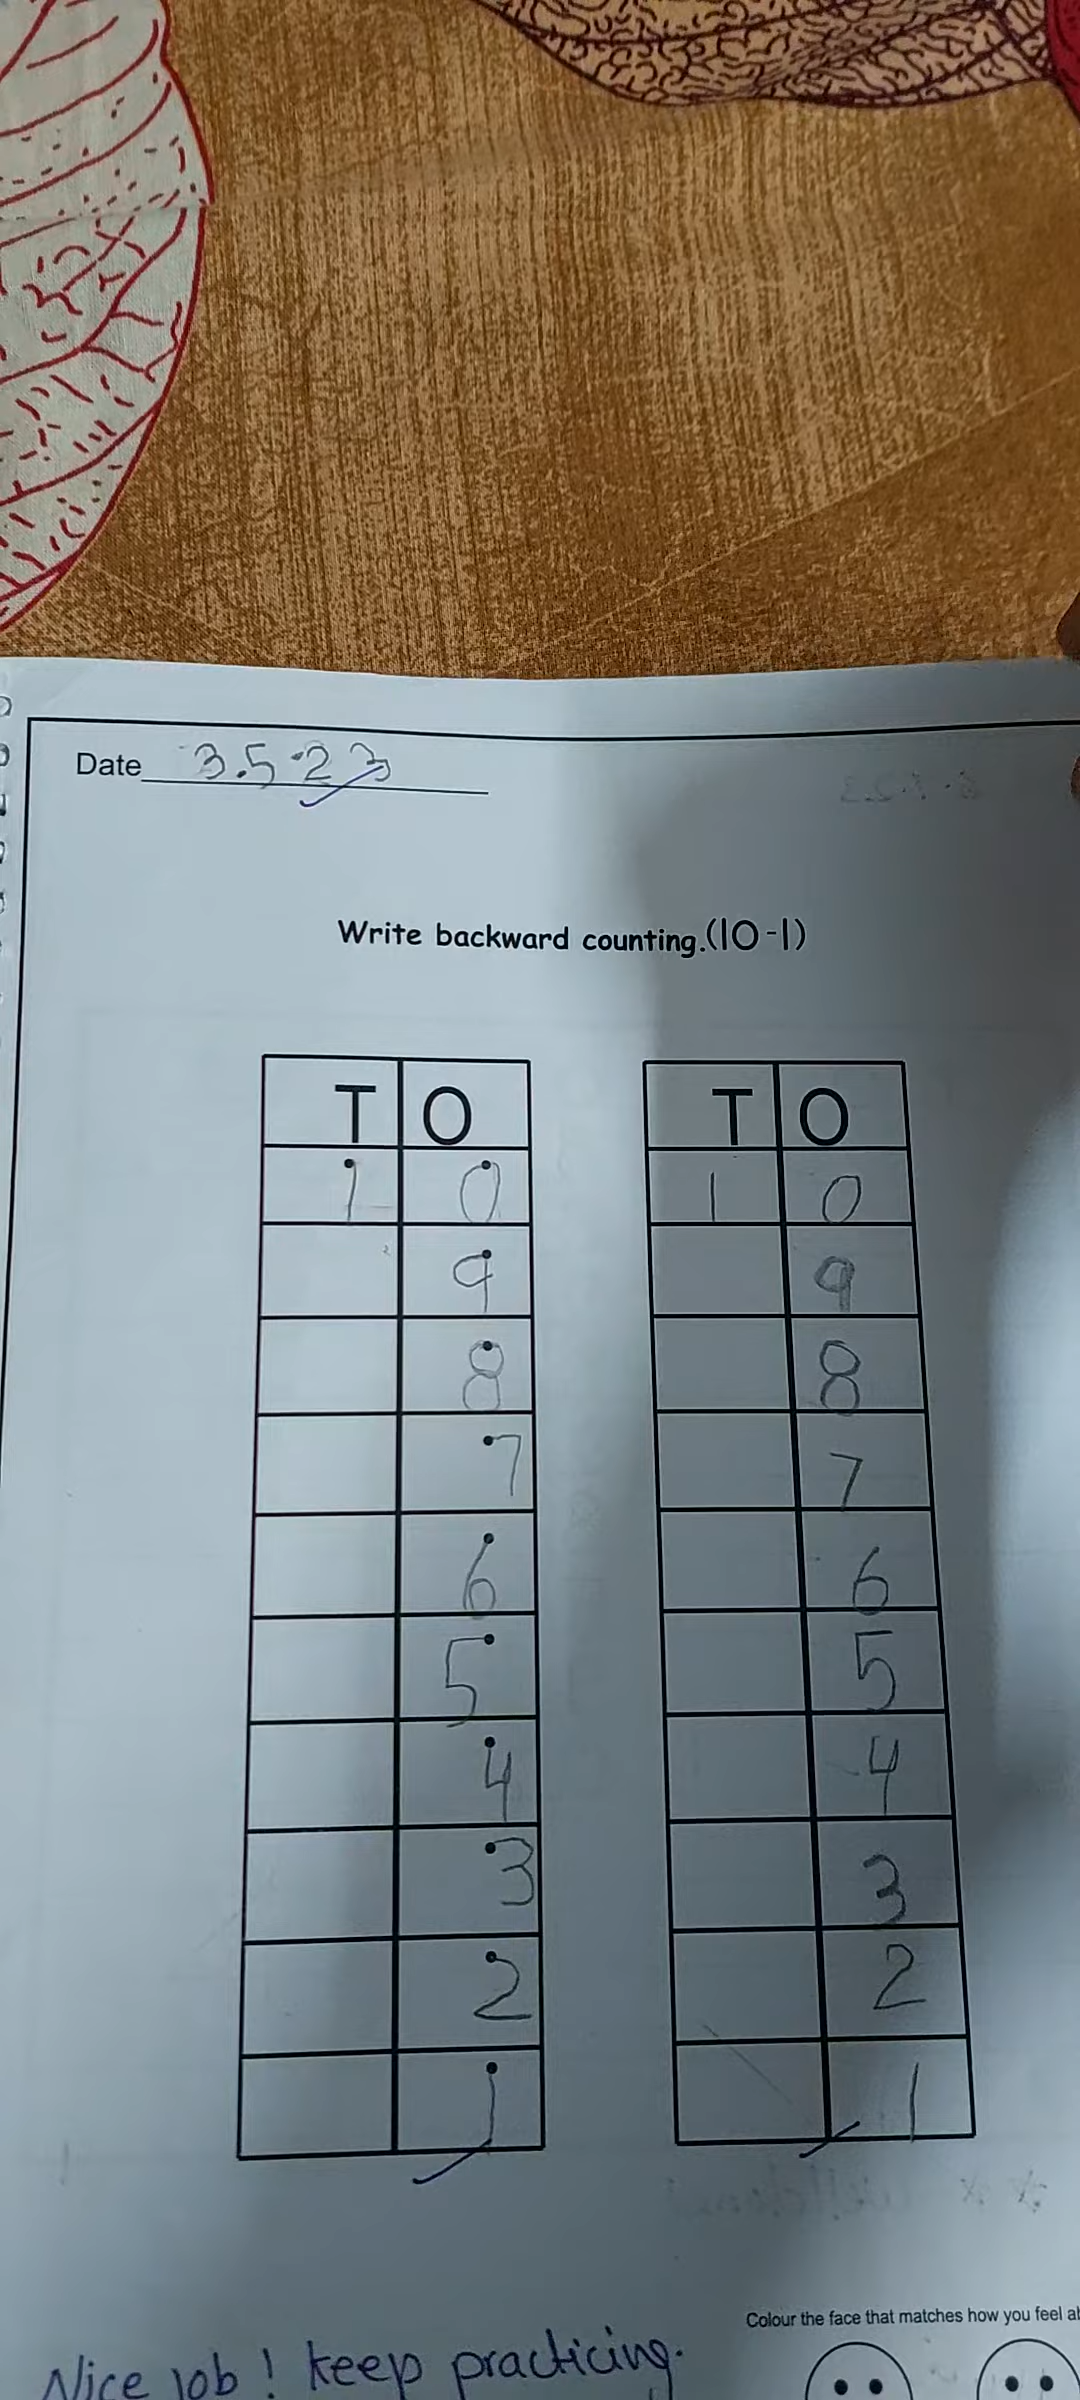 Date 3.5.23
Write backward counting.(10-1)
T O T O
1 0 1 0
9 9
8 8
7 7
6 6
5 5
4 4
3 3
2 2
1 1
Colour the face that matches how you feel
Nice job! keep practicing.